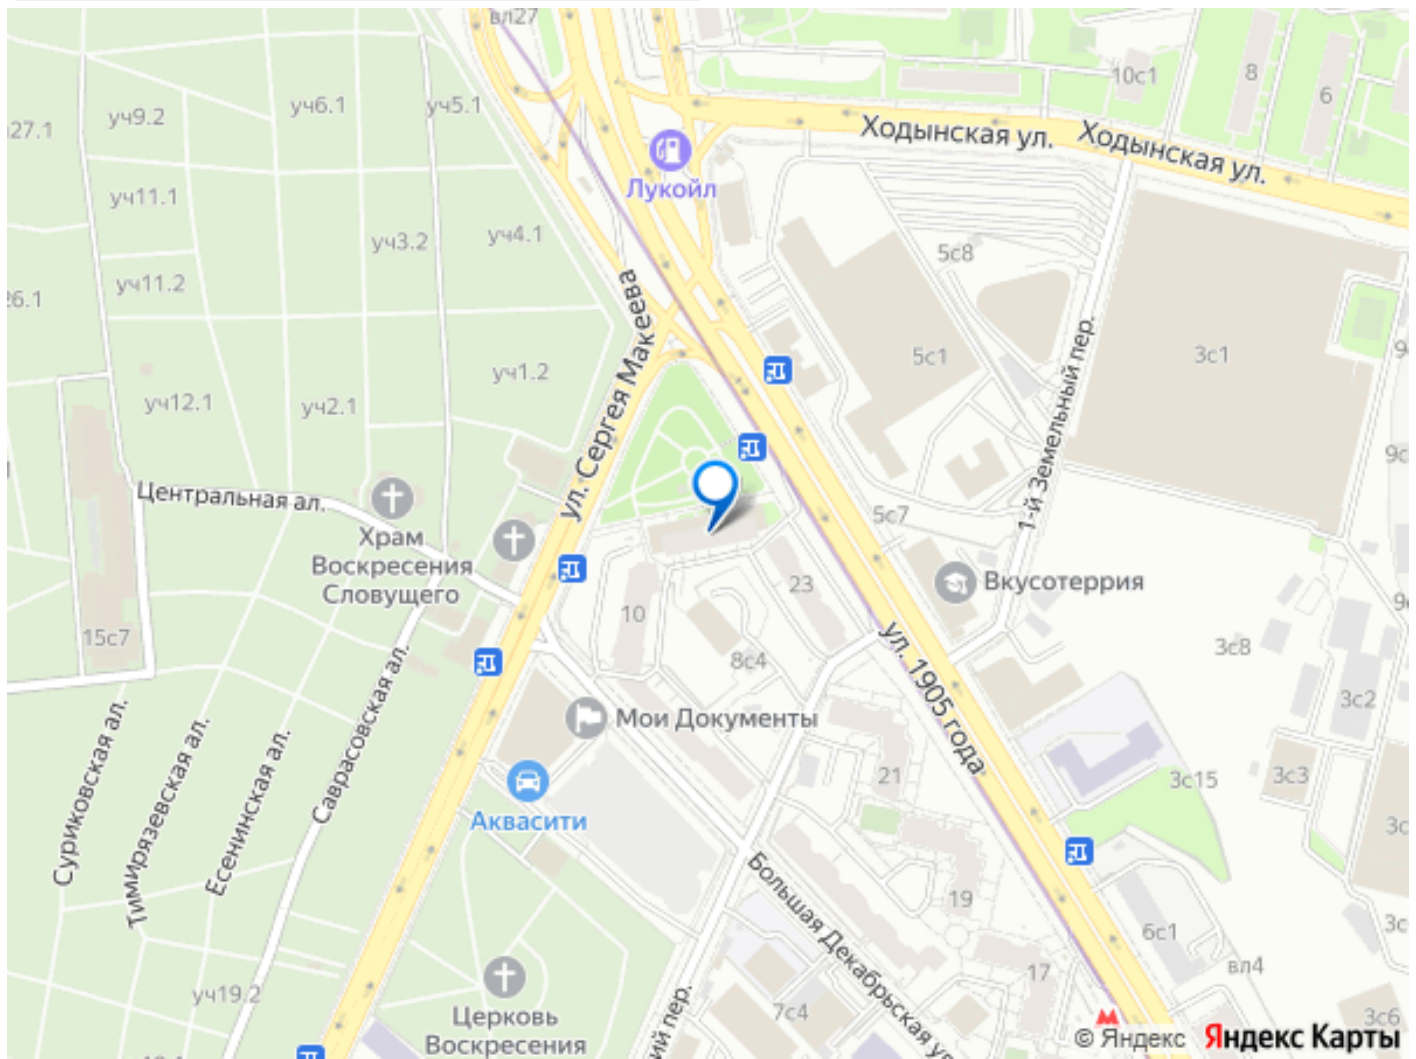 вл27
уч9.2
уч6.1
уч5.1
27.1
10с1
8
6
Ходынская ул.
Ходынская ул.
Лукойл
уч11.1
уч3.2
уч4.1
5с8
уч11.2
26.1
ул. Сергея Макеева
5с1
3с1
1-й Земельный пер.
уч1.2
уч12.1
уч2.1
Центральная ал.
Храм
Воскресения
Словущего
5с7
Вкусотеррия
23
10
8с4
15с7
3с8
3с2
ул. 1905 года
Мои Документы
Суриковская ал.
Тимирязевская ал.
Есенинская ал.
Саврасовская ал.
21
3с15
3с3
Аквасити
Большая Декабрьская ул.
19
6с1
вл4
17
уч19.2
Церковь
Воскресения
ий пер.
7с4
3с6
© Яндекс
Яндекс Карты